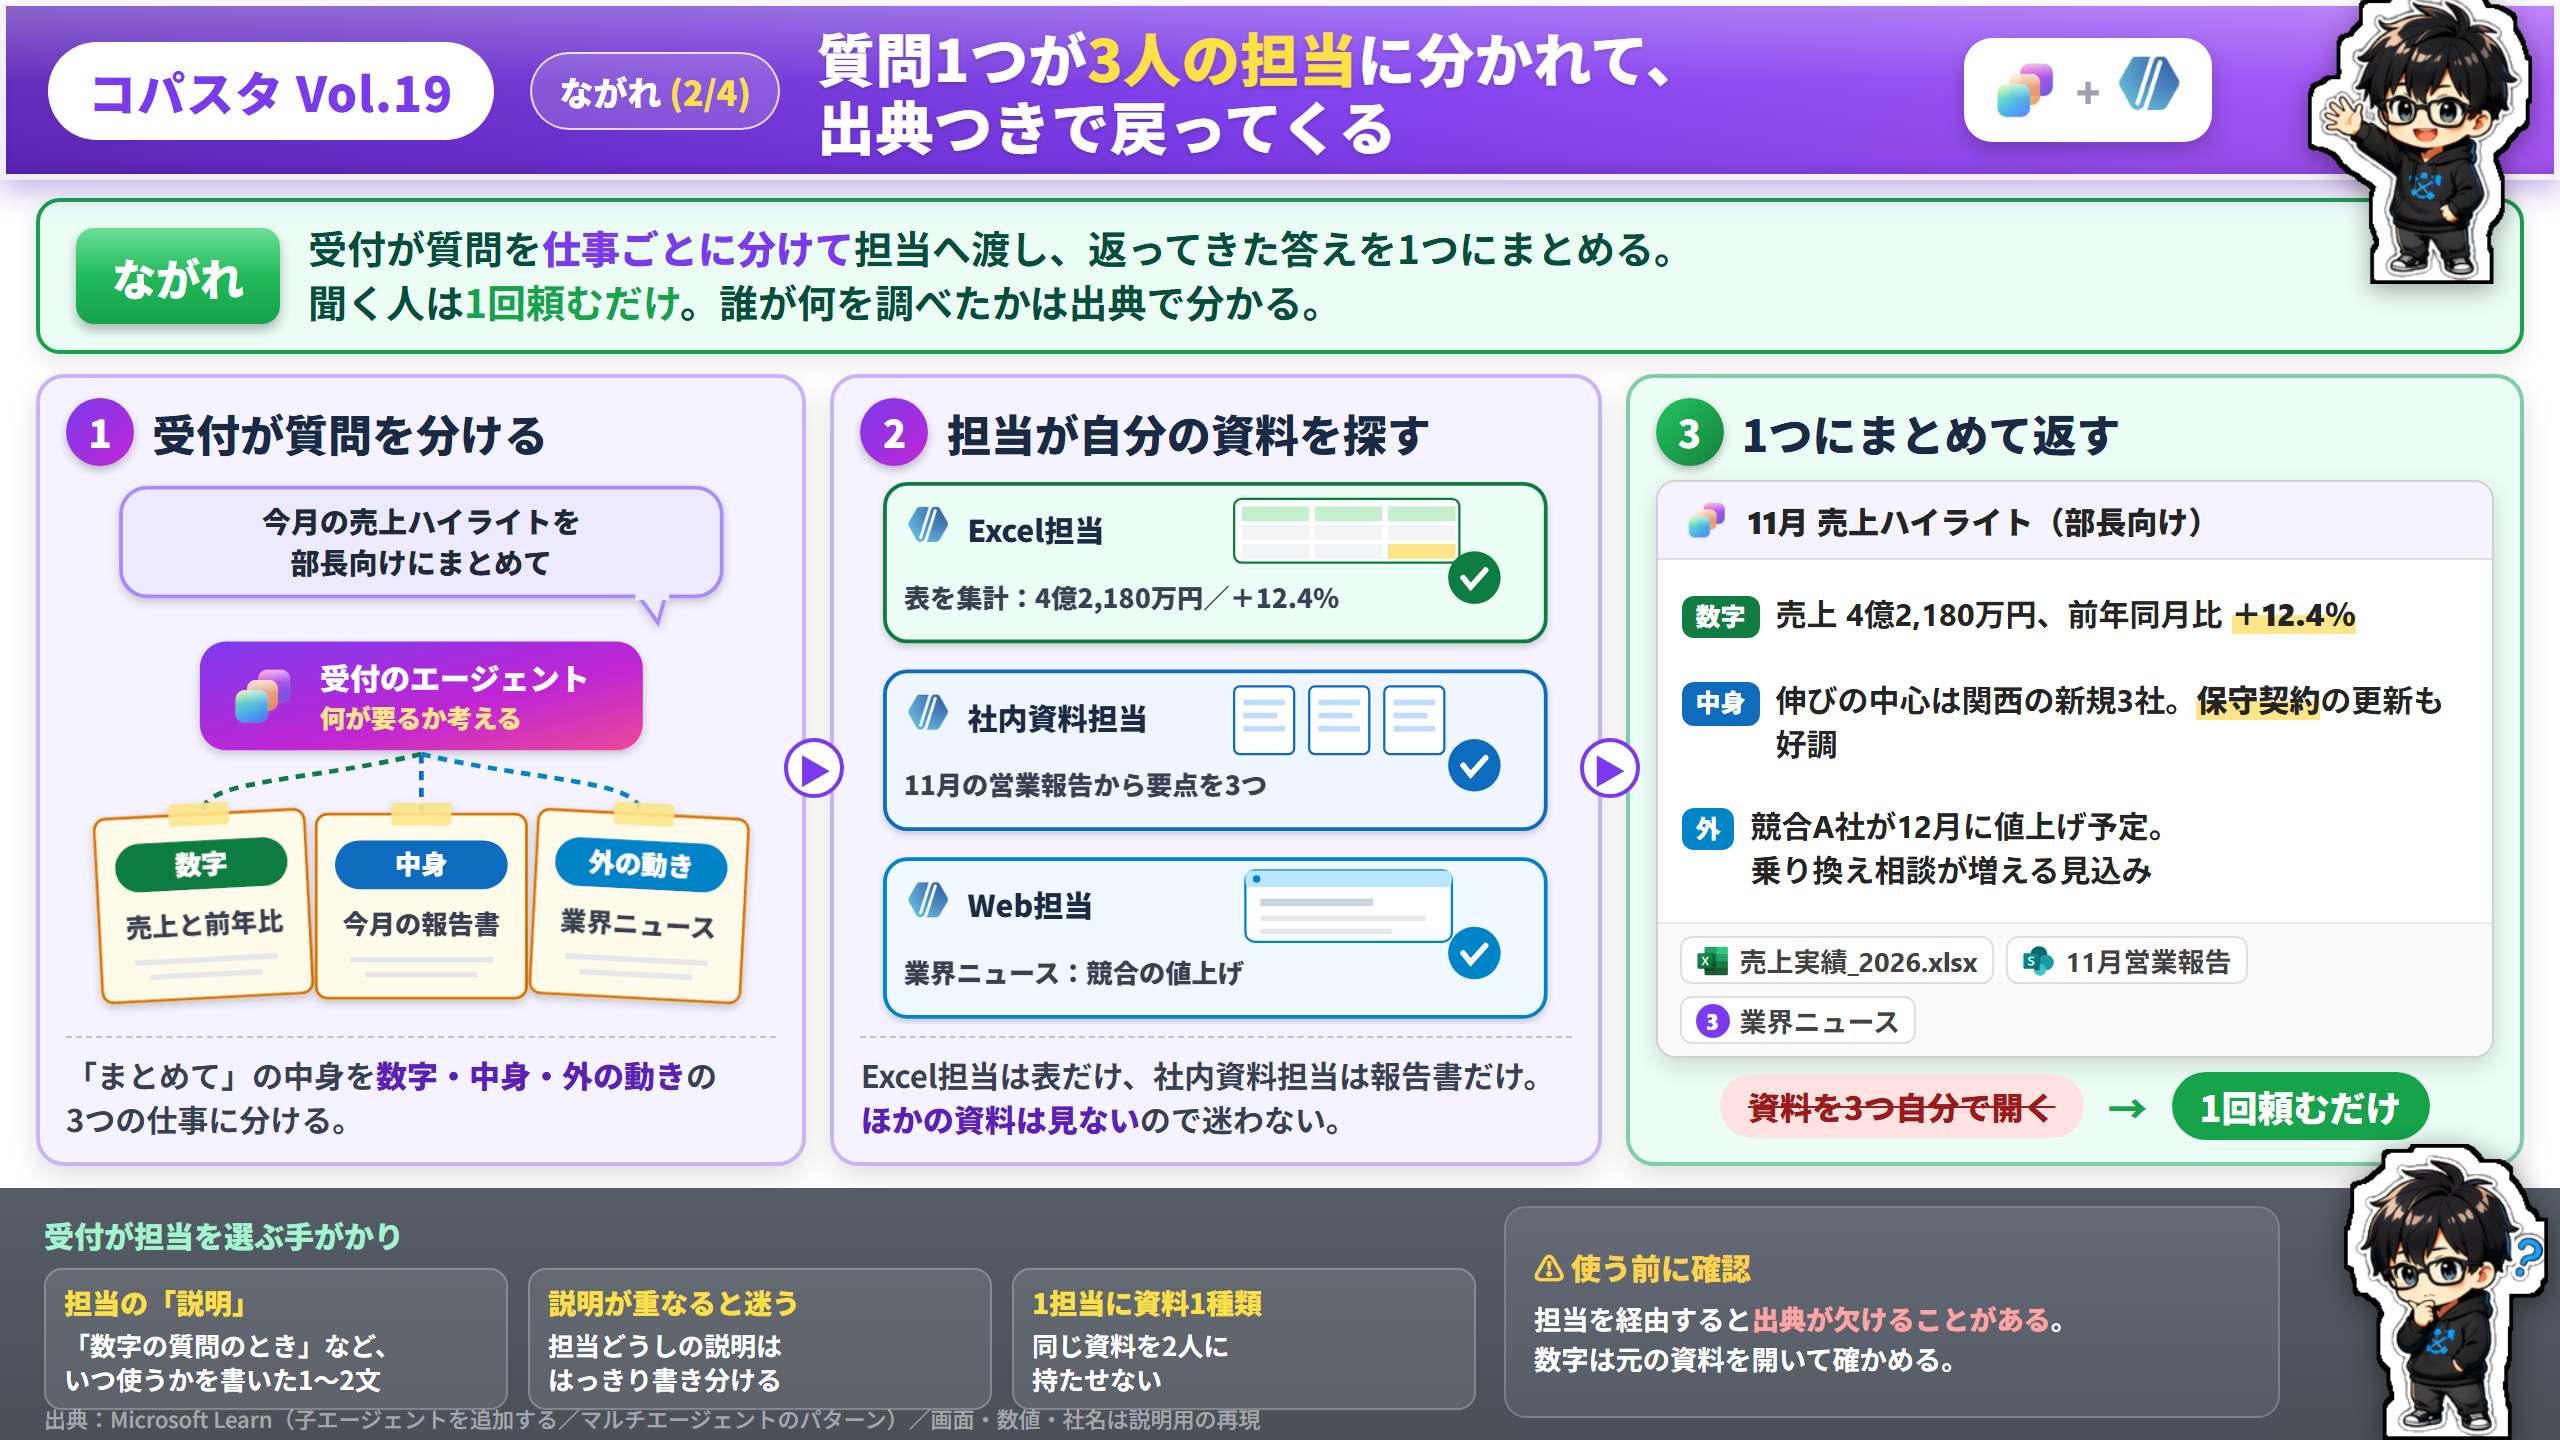 コパスタ Vol.19
ながれ (2/4)
質問1つが3人の担当に分かれて、
出典つきで戻ってくる
+
ながれ
受付が質問を仕事ごとに分けて担当へ渡し、返ってきた答えを1つにまとめる。
聞く人は1回頼むだけ。誰が何を調べたかは出典で分かる。
1 受付が質問を分ける
今月の売上ハイライトを
部長向けにまとめて
受付のエージェント
何が要るか考える
数字
売上と前年比
中身
今月の報告書
外の動き
業界ニュース
「まとめて」の中身を数字・中身・外の動きの
3つの仕事に分ける。
2 担当が自分の資料を探す
Excel担当
表を集計：4億2,180万円／＋12.4%
社内資料担当
11月の営業報告から要点を3つ
Web担当
業界ニュース：競合の値上げ
Excel担当は表だけ、社内資料担当は報告書だけ。
ほかの資料は見ないので迷わない。
3 1つにまとめて返す
11月 売上ハイライト（部長向け）
数字 売上 4億2,180万円、前年同月比 ＋12.4%
中身 伸びの中心は関西の新規3社。保守契約の更新も
好調
外 競合A社が12月に値上げ予定。
乗り換え相談が増える見込み
X 売上実績_2026.xlsx
S 11月営業報告
3 業界ニュース
資料を3つ自分で開く → 1回頼むだけ
受付が担当を選ぶ手がかり
担当の「説明」
「数字の質問のとき」など、
いつ使うかを書いた1〜2文
説明が重なると迷う
担当どうしの説明は
はっきり書き分ける
1担当に資料1種類
同じ資料を2人に
持たせない
⚠ 使う前に確認
担当を経由すると出典が欠けることがある。
数字は元の資料を開いて確かめる。
?
出典：Microsoft Learn（子エージェントを追加する／マルチエージェントのパターン）／画面・数値・社名は説明用の再現